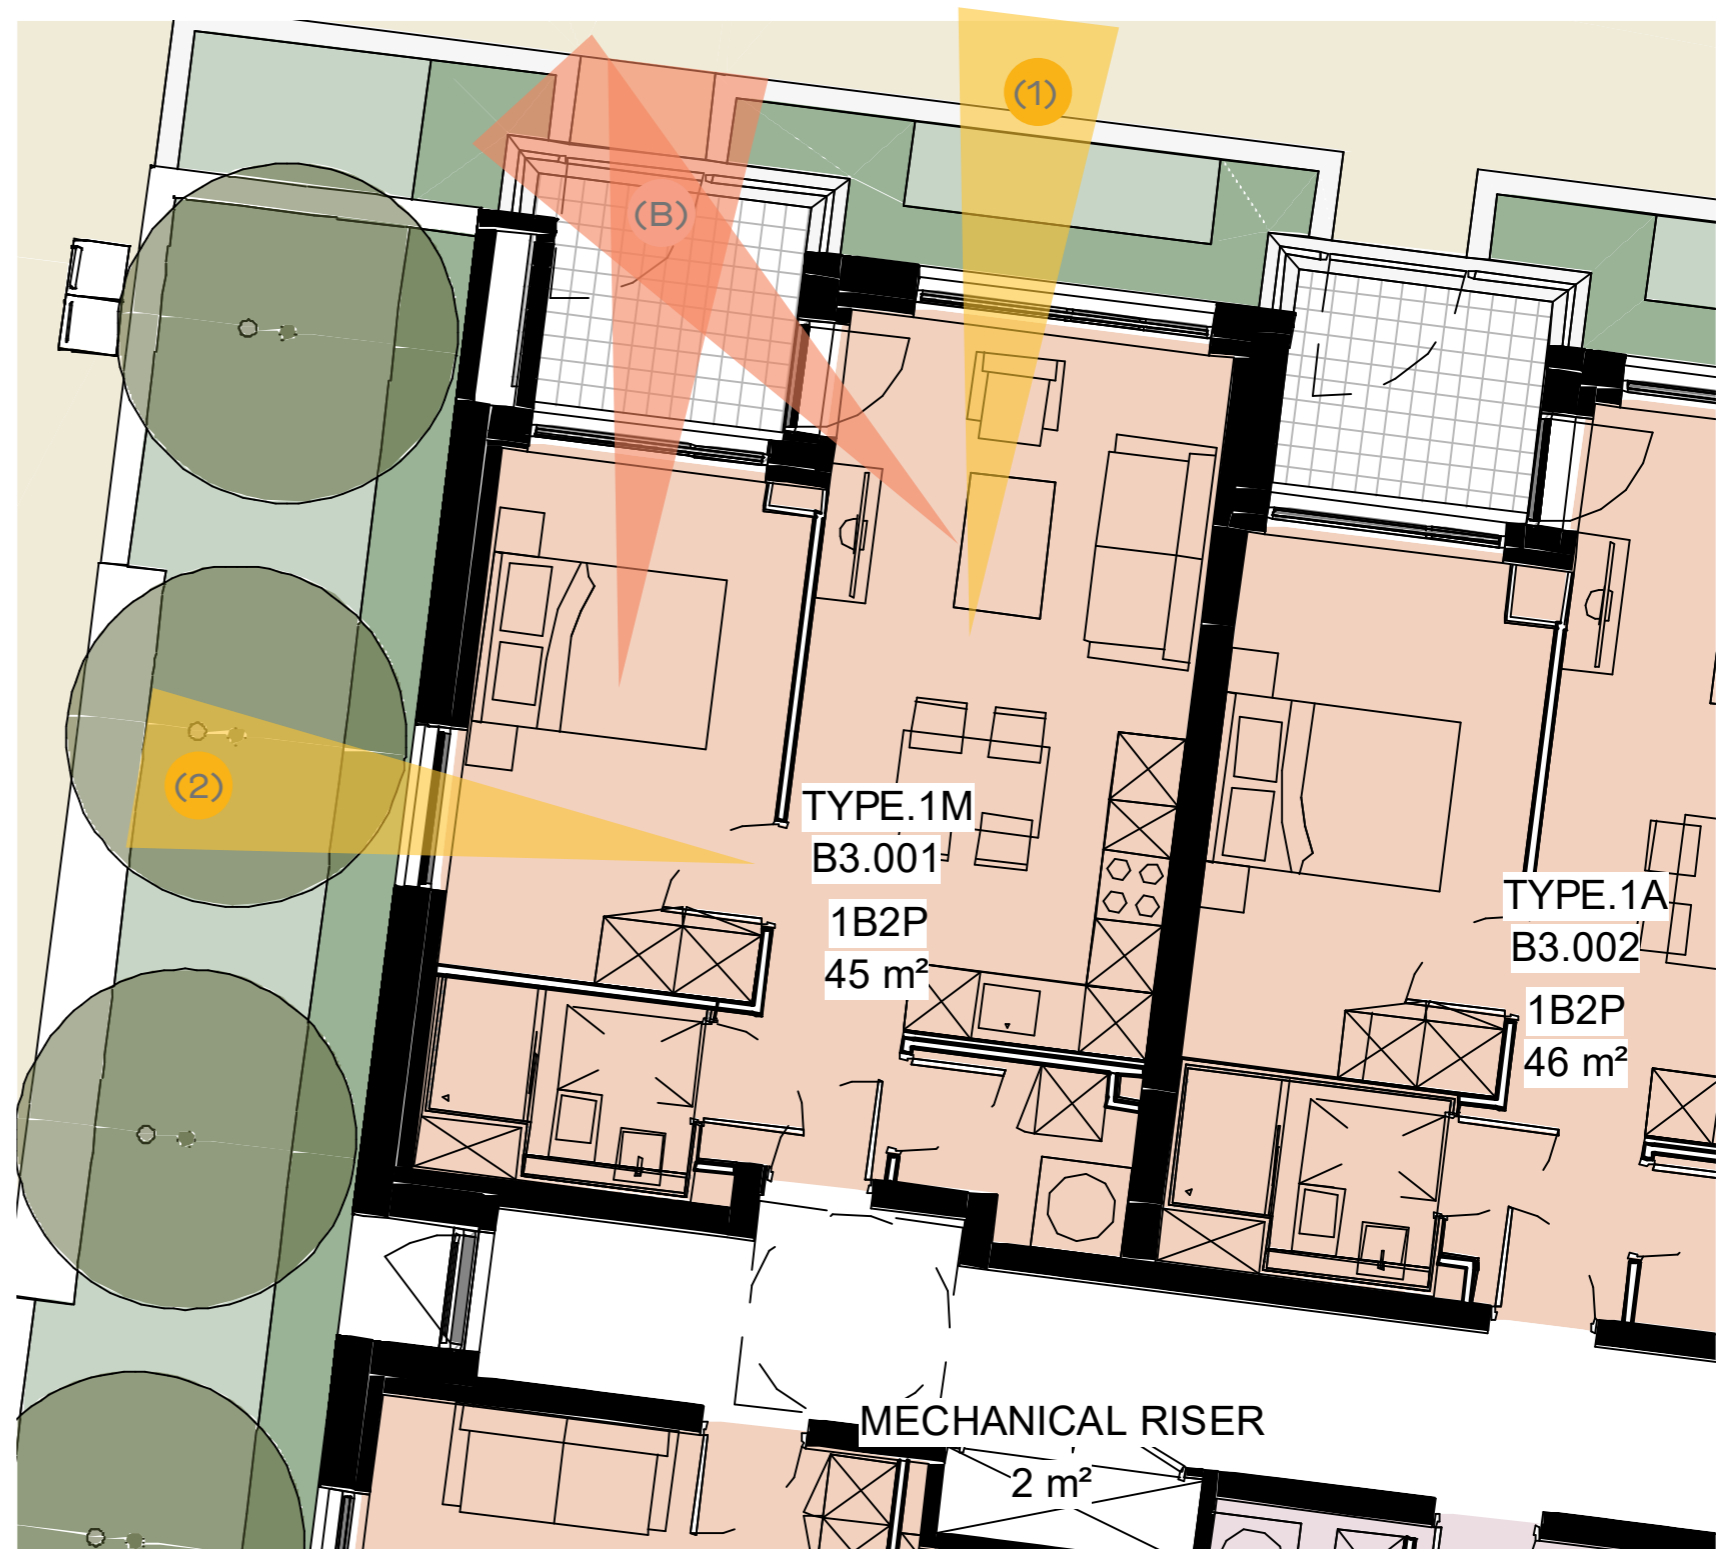 (1)
(B)
(2)
TYPE.1M
B3.001
1B2P
45 m²
TYPE.1A
B3.002
1B2P
46 m²
MECHANICAL RISER
2 m²